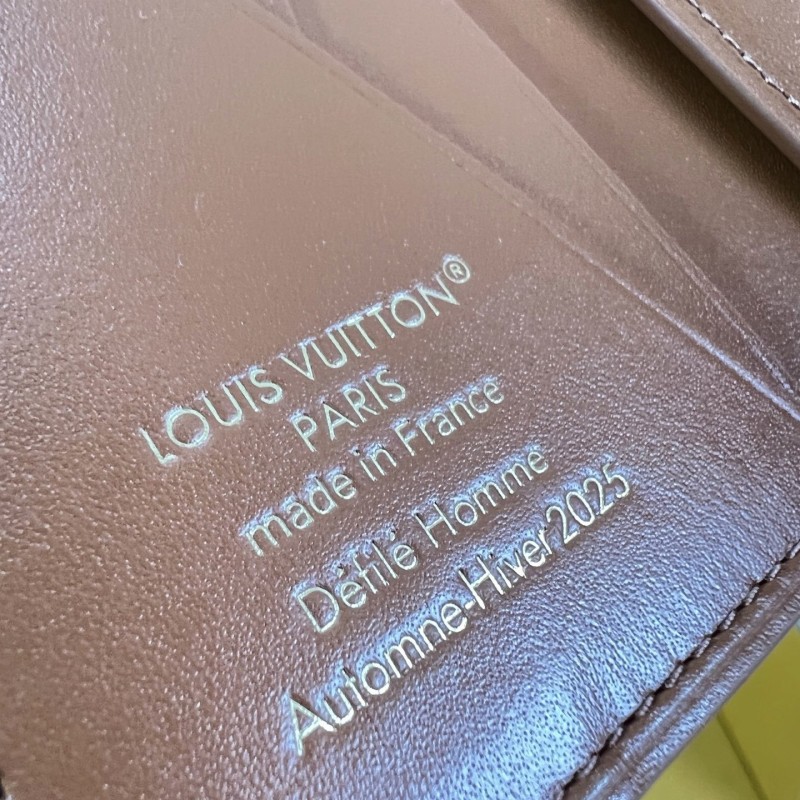 LOUIS VUITTON®
PARIS
made in France
Défilé Homme
Automne-Hiver 2025